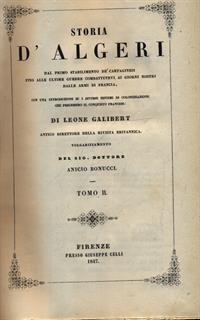 STORIA
D' ALGERI
DAL PRIMO STABILIMENTO DE' CARTAGINESI
FINO ALLE ULTIME GUERRE COMBATTUTEVI AI GIORNI NOSTRI
DALLE ARMI DI FRANCIA,
CON UNA INTRODUZIONE SU I DIVERSI SISTEMI DI COLONIZZAZIONE
CHE PRECEDERO IL CONQUISTO FRANCESE:
DI LEONE GALIBERT
ANTICO DIRETTORE DELLA RIVISTA BRITANNICA.
VOLGARIZZAMENTO
DEL SIG. DOTTORE
ANICIO BONUCCI.
TOMO II.
FIRENZE
PRESSO GIUSEPPE CELLI
1847.